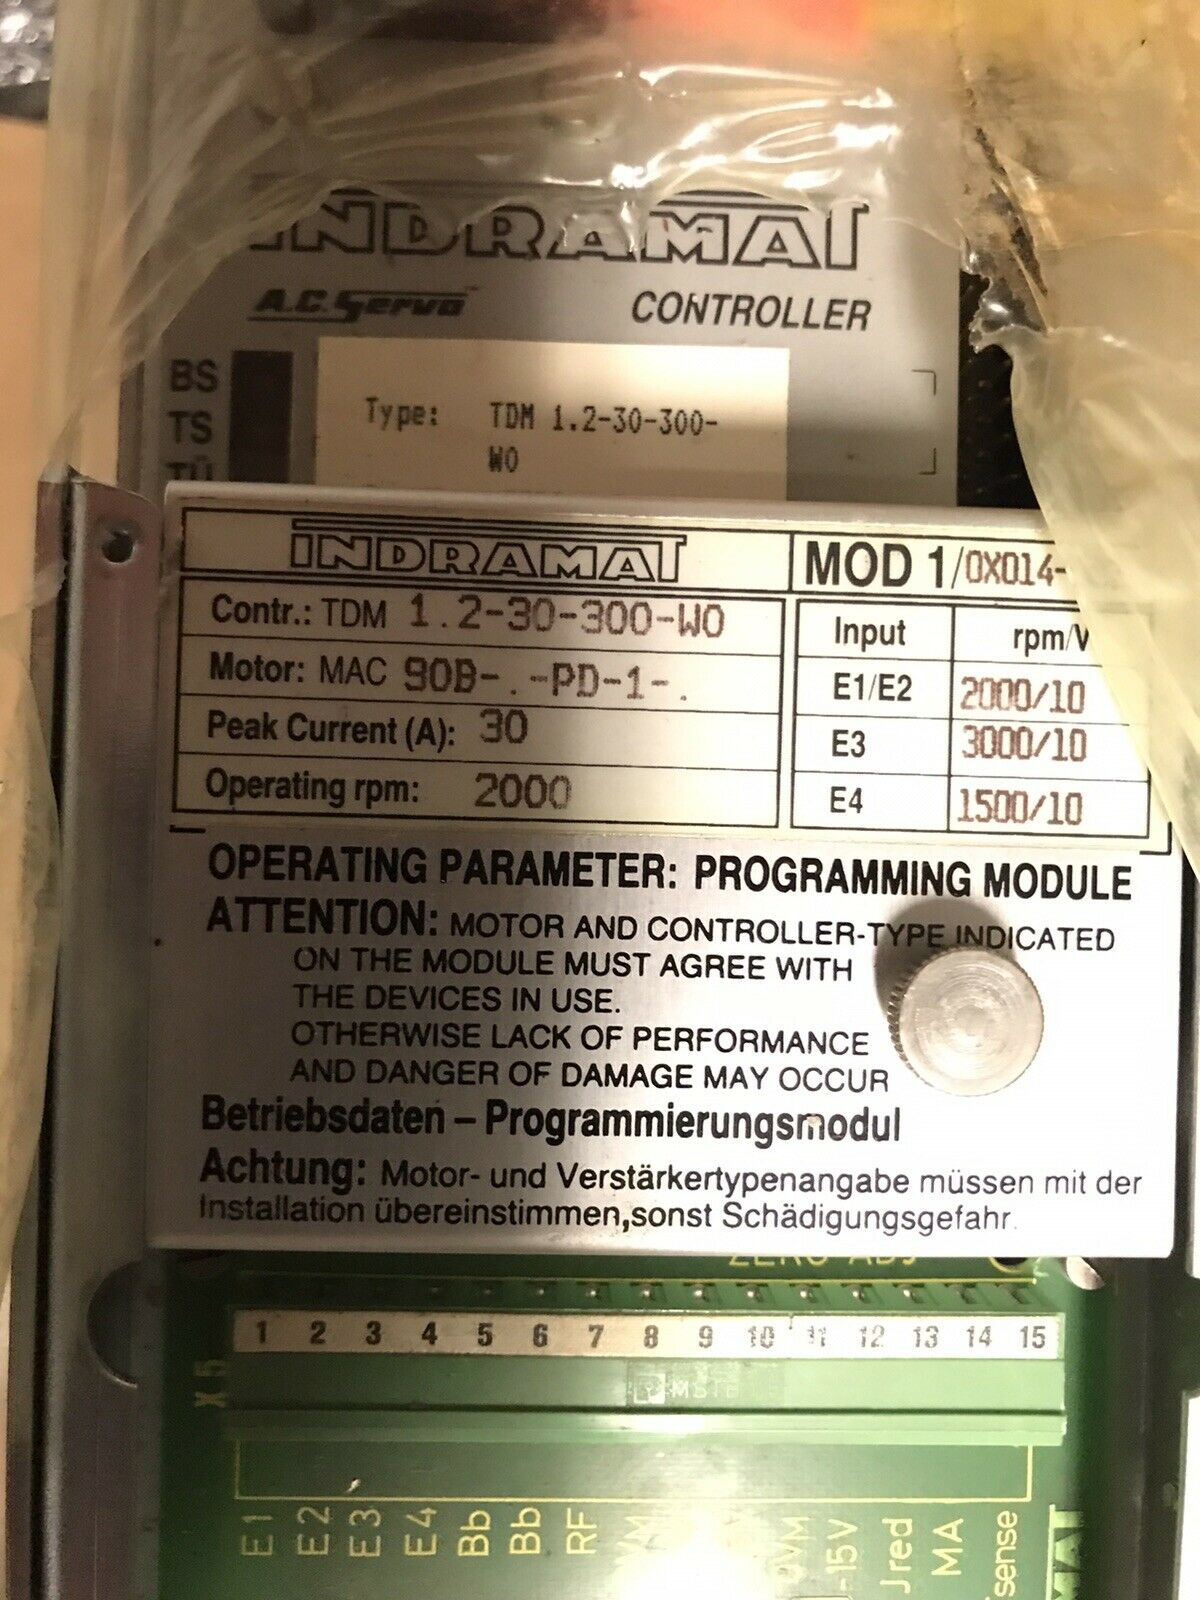 INDRAMAT
A.C. Servo CONTROLLER
BS
TS
TÜ
Type: TDM 1.2-30-300-
W0
INDRAMAT MOD 1/0X014-
Contr.: TDM 1.2-30-300-W0
Motor: MAC 90B-.-PD-1-.
Peak Current (A): 30
Operating rpm: 2000
Input rpm/V
E1/E2 2000/10
E3 3000/10
E4 1500/10
OPERATING PARAMETER: PROGRAMMING MODULE
ATTENTION: MOTOR AND CONTROLLER-TYPE INDICATED
ON THE MODULE MUST AGREE WITH
THE DEVICES IN USE.
OTHERWISE LACK OF PERFORMANCE
AND DANGER OF DAMAGE MAY OCCUR
Betriebsdaten – Programmierungsmodul
Achtung: Motor- und Verstärkertypenangabe müssen mit der
Installation übereinstimmen,sonst Schädigungsgefahr.
ZERO ADJ
1 2 3 4 5 6 7 8 9 10 11 12 13 14 15
X5
E1
E2
E3
E4
Bb
Bb
RF
0VM
-15V
Jred
MA
sense